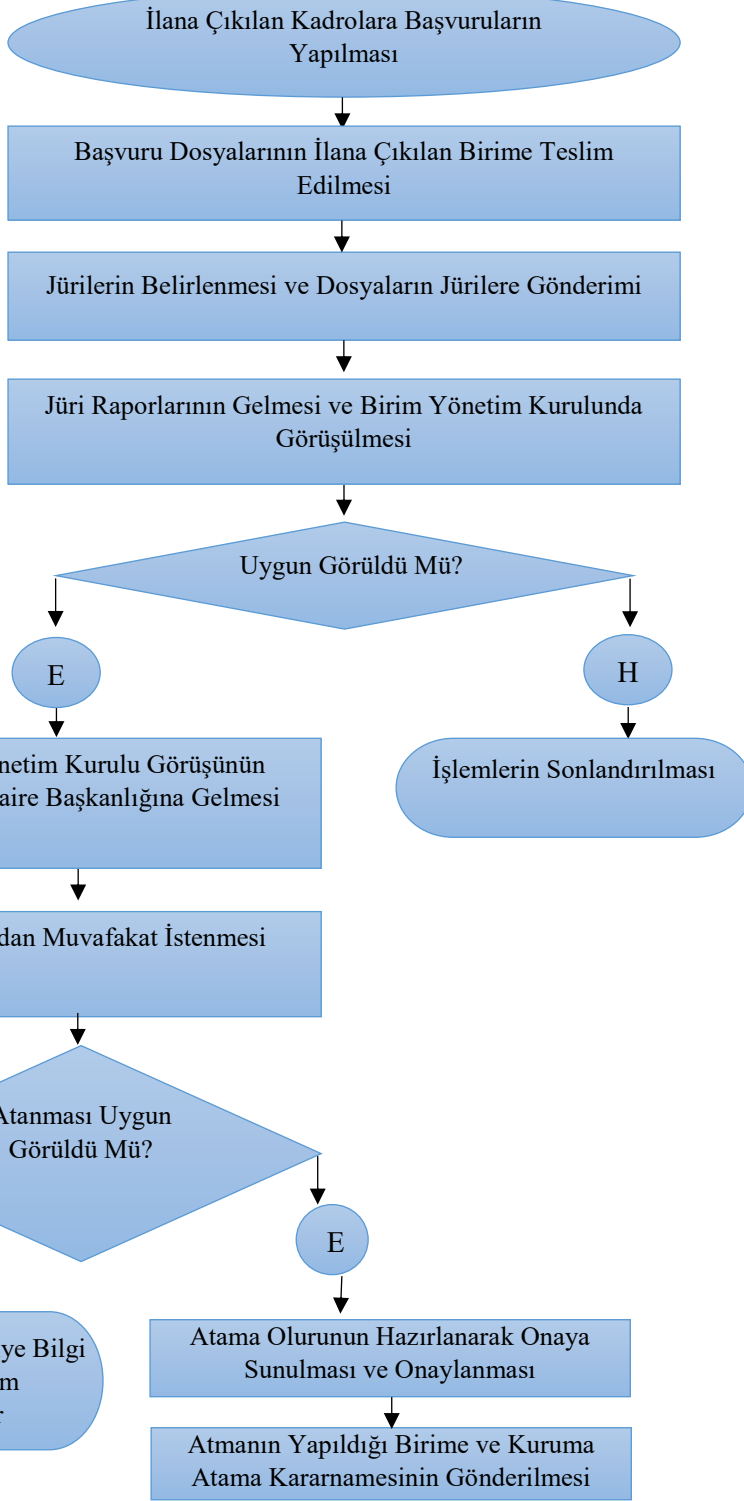 İlana Çıkılan Kadrolara Başvuruların
Yapılması
Başvuru Dosyalarının İlana Çıkılan Birime Teslim
Edilmesi
Jürilerin Belirlenmesi ve Dosyaların Jürilere Gönderimi
Jüri Raporlarının Gelmesi ve Birim Yönetim Kurulunda
Görüşülmesi
Uygun Görüldü Mü?
E
H
netim Kurulu Görüşünün
aire Başkanlığına Gelmesi
İşlemlerin Sonlandırılması
dan Muvafakat İstenmesi
Atanması Uygun
Görüldü Mü?
E
ye Bilgi
m
r
Atama Olurunun Hazırlanarak Onaya
Sunulması ve Onaylanması
Atmanın Yapıldığı Birime ve Kuruma
Atama Kararnamesinin Gönderilmesi